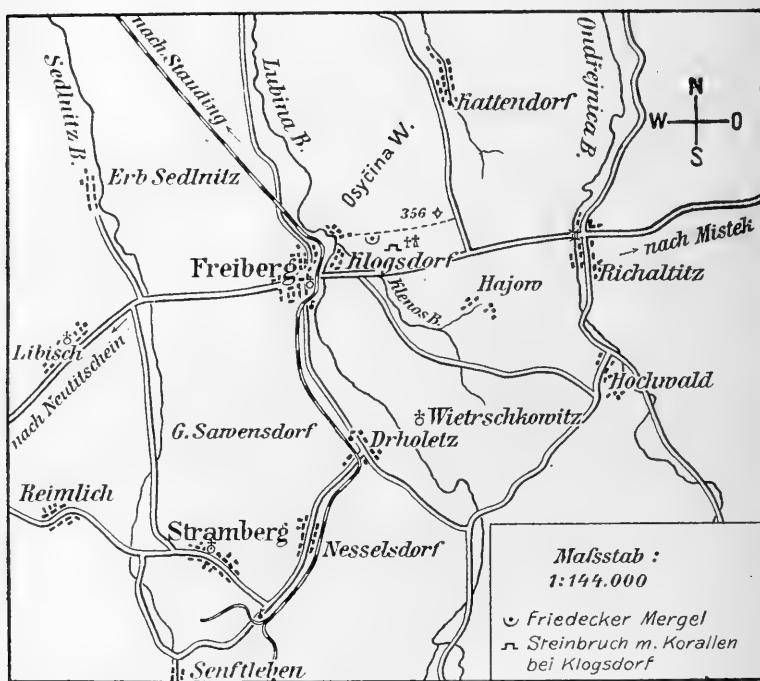 nach Stauding
Sedlnitz B.
Lubina B.
Ondřejnica B.
Kattendorf
N
W O
S
Erb Sedlnitz
Osyčina W.
356
nach Mistek
Freiberg
Klogsdorf
Richaltitz
Klenos B.
Hajow
Libisch
nach Neutitschein
Hochwald
Wietrschkowitz
G. Sawensdorf
Drholetz
Reimlich
Stramberg
Nesselsdorf
Maſsstab :
1:144.000
Friedecker Mergel
Steinbruch m. Korallen
bei Klogsdorf
Senftleben